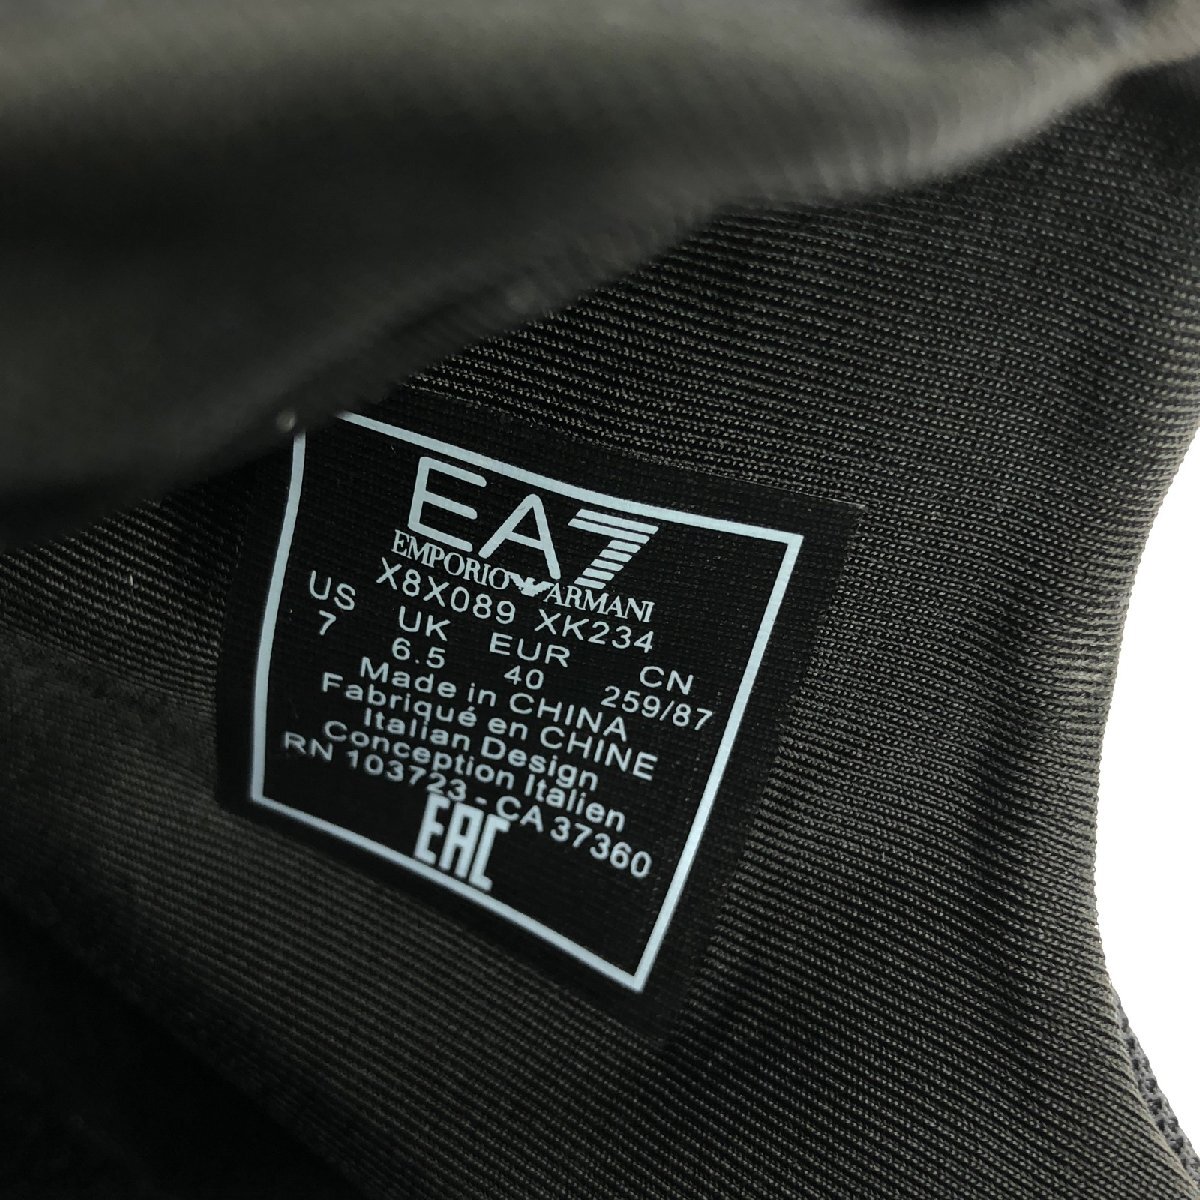 EA7
EMPORIO ARMANI
X8X089 XK234
US UK EUR CN
7 6.5 40 259/87
Made in CHINA
Fabriqué en CHINE
Italian Design
Conception Italien
RN 103723 - CA 37360
EAC